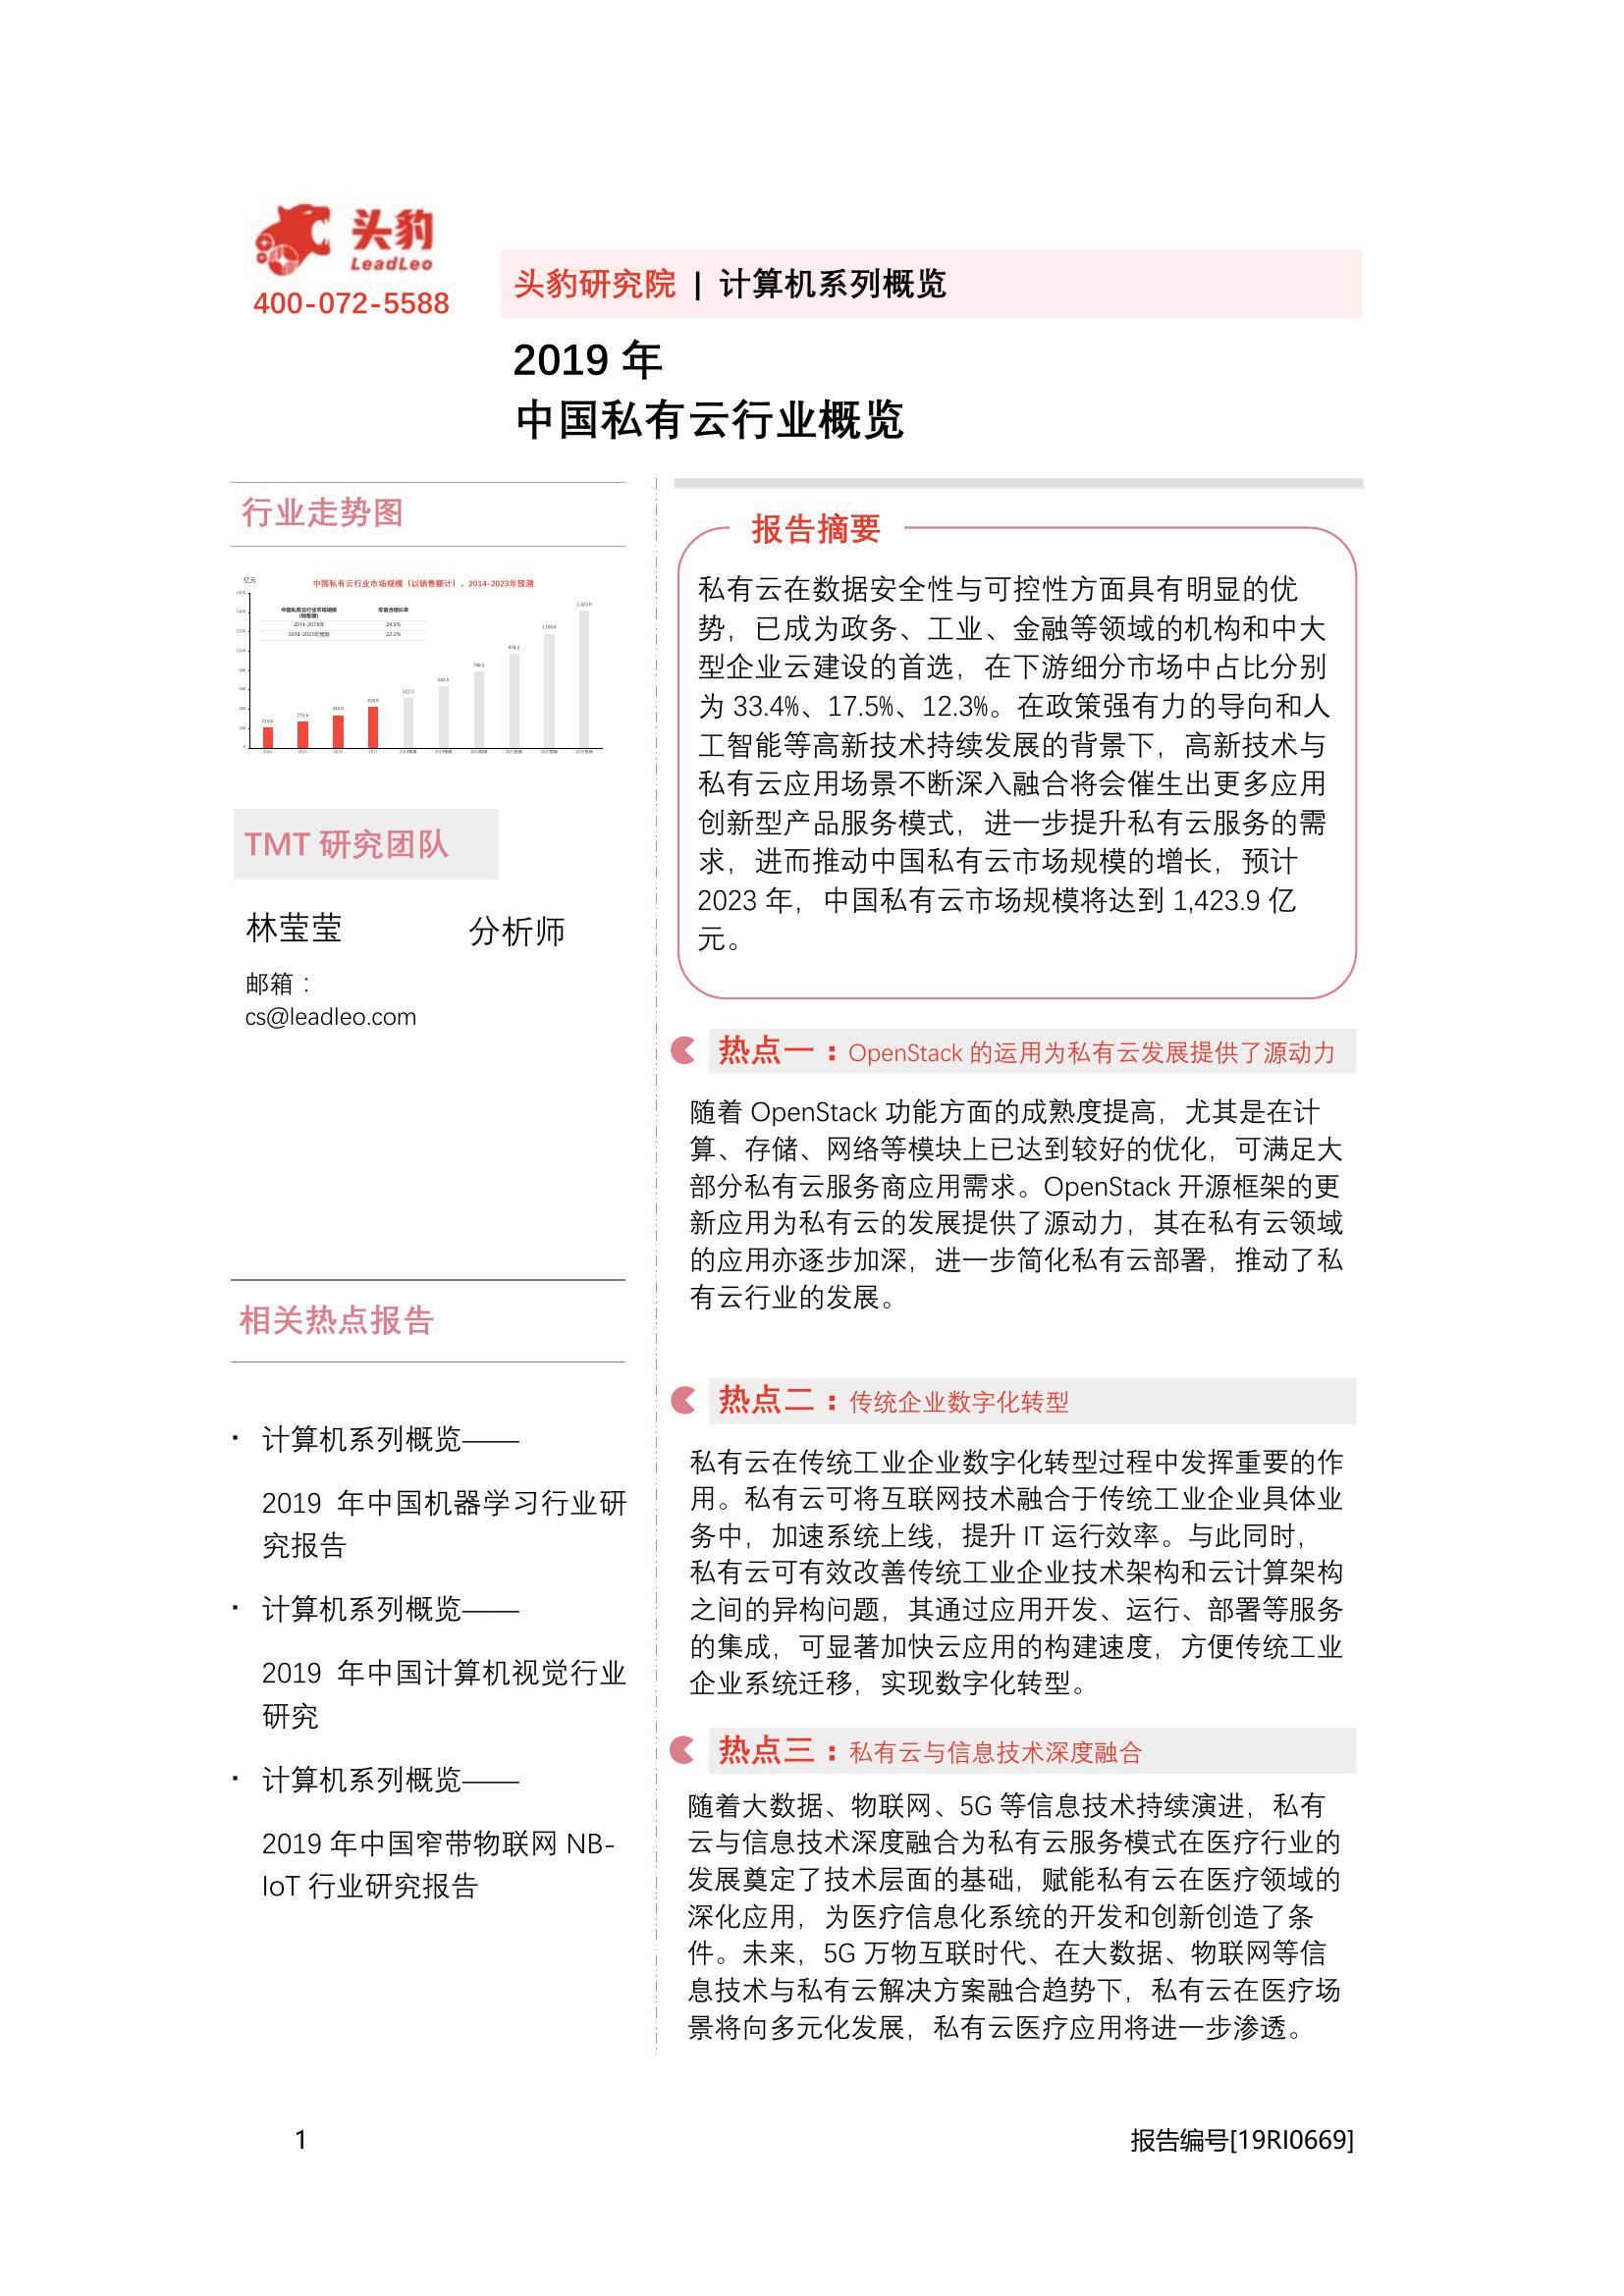 头豹
LeadLeo
400-072-5588
头豹研究院 | 计算机系列概览
2019 年
中国私有云行业概览
行业走势图
亿元
中国私有云行业市场规模（以销售额计），2014-2023年预测
年复合增长率
2014-2018年 24.6%
2018-2023年预测 22.2%
1,423.9
TMT 研究团队
林莹莹 分析师
邮箱：
cs@leadleo.com
相关热点报告
· 计算机系列概览——
2019 年中国机器学习行业研
究报告
· 计算机系列概览——
2019 年中国计算机视觉行业
研究
· 计算机系列概览——
2019 年中国窄带物联网 NB-
IoT 行业研究报告
报告摘要
私有云在数据安全性与可控性方面具有明显的优
势，已成为政务、工业、金融等领域的机构和中大
型企业云建设的首选，在下游细分市场中占比分别
为 33.4%、17.5%、12.3%。在政策强有力的导向和人
工智能等高新技术持续发展的背景下，高新技术与
私有云应用场景不断深入融合将会催生出更多应用
创新型产品服务模式，进一步提升私有云服务的需
求，进而推动中国私有云市场规模的增长，预计
2023 年，中国私有云市场规模将达到 1,423.9 亿
元。
热点一：OpenStack 的运用为私有云发展提供了源动力
随着 OpenStack 功能方面的成熟度提高，尤其是在计
算、存储、网络等模块上已达到较好的优化，可满足大
部分私有云服务商应用需求。OpenStack 开源框架的更
新应用为私有云的发展提供了源动力，其在私有云领域
的应用亦逐步加深，进一步简化私有云部署，推动了私
有云行业的发展。
热点二：传统企业数字化转型
私有云在传统工业企业数字化转型过程中发挥重要的作
用。私有云可将互联网技术融合于传统工业企业具体业
务中，加速系统上线，提升 IT 运行效率。与此同时，
私有云可有效改善传统工业企业技术架构和云计算架构
之间的异构问题，其通过应用开发、运行、部署等服务
的集成，可显著加快云应用的构建速度，方便传统工业
企业系统迁移，实现数字化转型。
热点三：私有云与信息技术深度融合
随着大数据、物联网、5G 等信息技术持续演进，私有
云与信息技术深度融合为私有云服务模式在医疗行业的
发展奠定了技术层面的基础，赋能私有云在医疗领域的
深化应用，为医疗信息化系统的开发和创新创造了条
件。未来，5G 万物互联时代、在大数据、物联网等信
息技术与私有云解决方案融合趋势下，私有云在医疗场
景将向多元化发展，私有云医疗应用将进一步渗透。
1
报告编号[19RI0669]